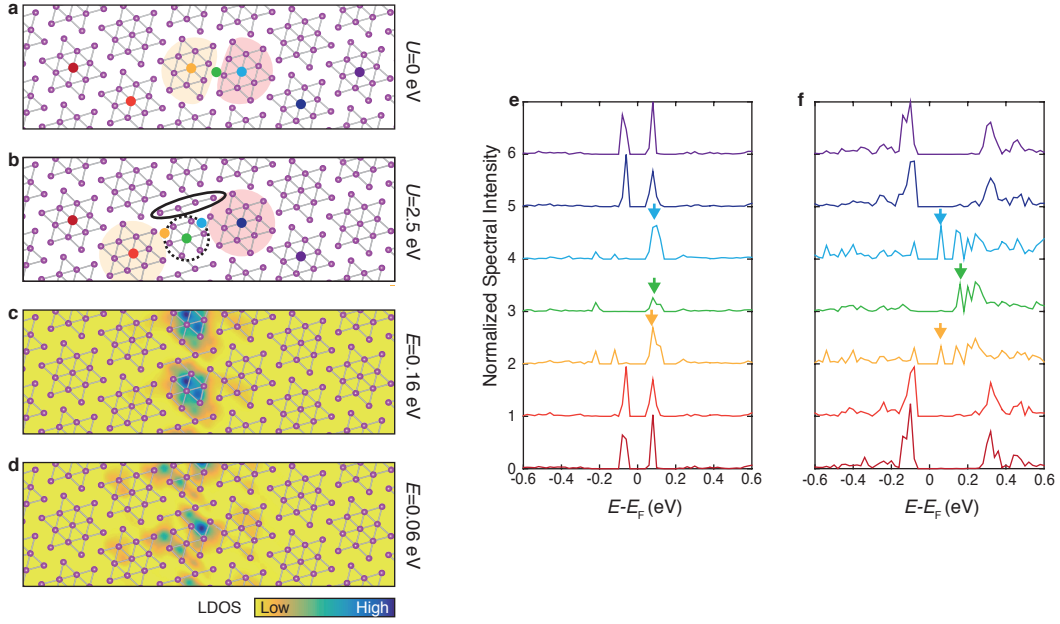 a
U=0 eV
b
U=2.5 eV
c
E=0.16 eV
d
E=0.06 eV
LDOS Low High
e
f
Normalized Spectral Intensity
6
5
4
3
2
1
0
-0.6 -0.4 -0.2 0 0.2 0.4 0.6
E-E_F (eV)
-0.6 -0.4 -0.2 0 0.2 0.4 0.6
E-E_F (eV)